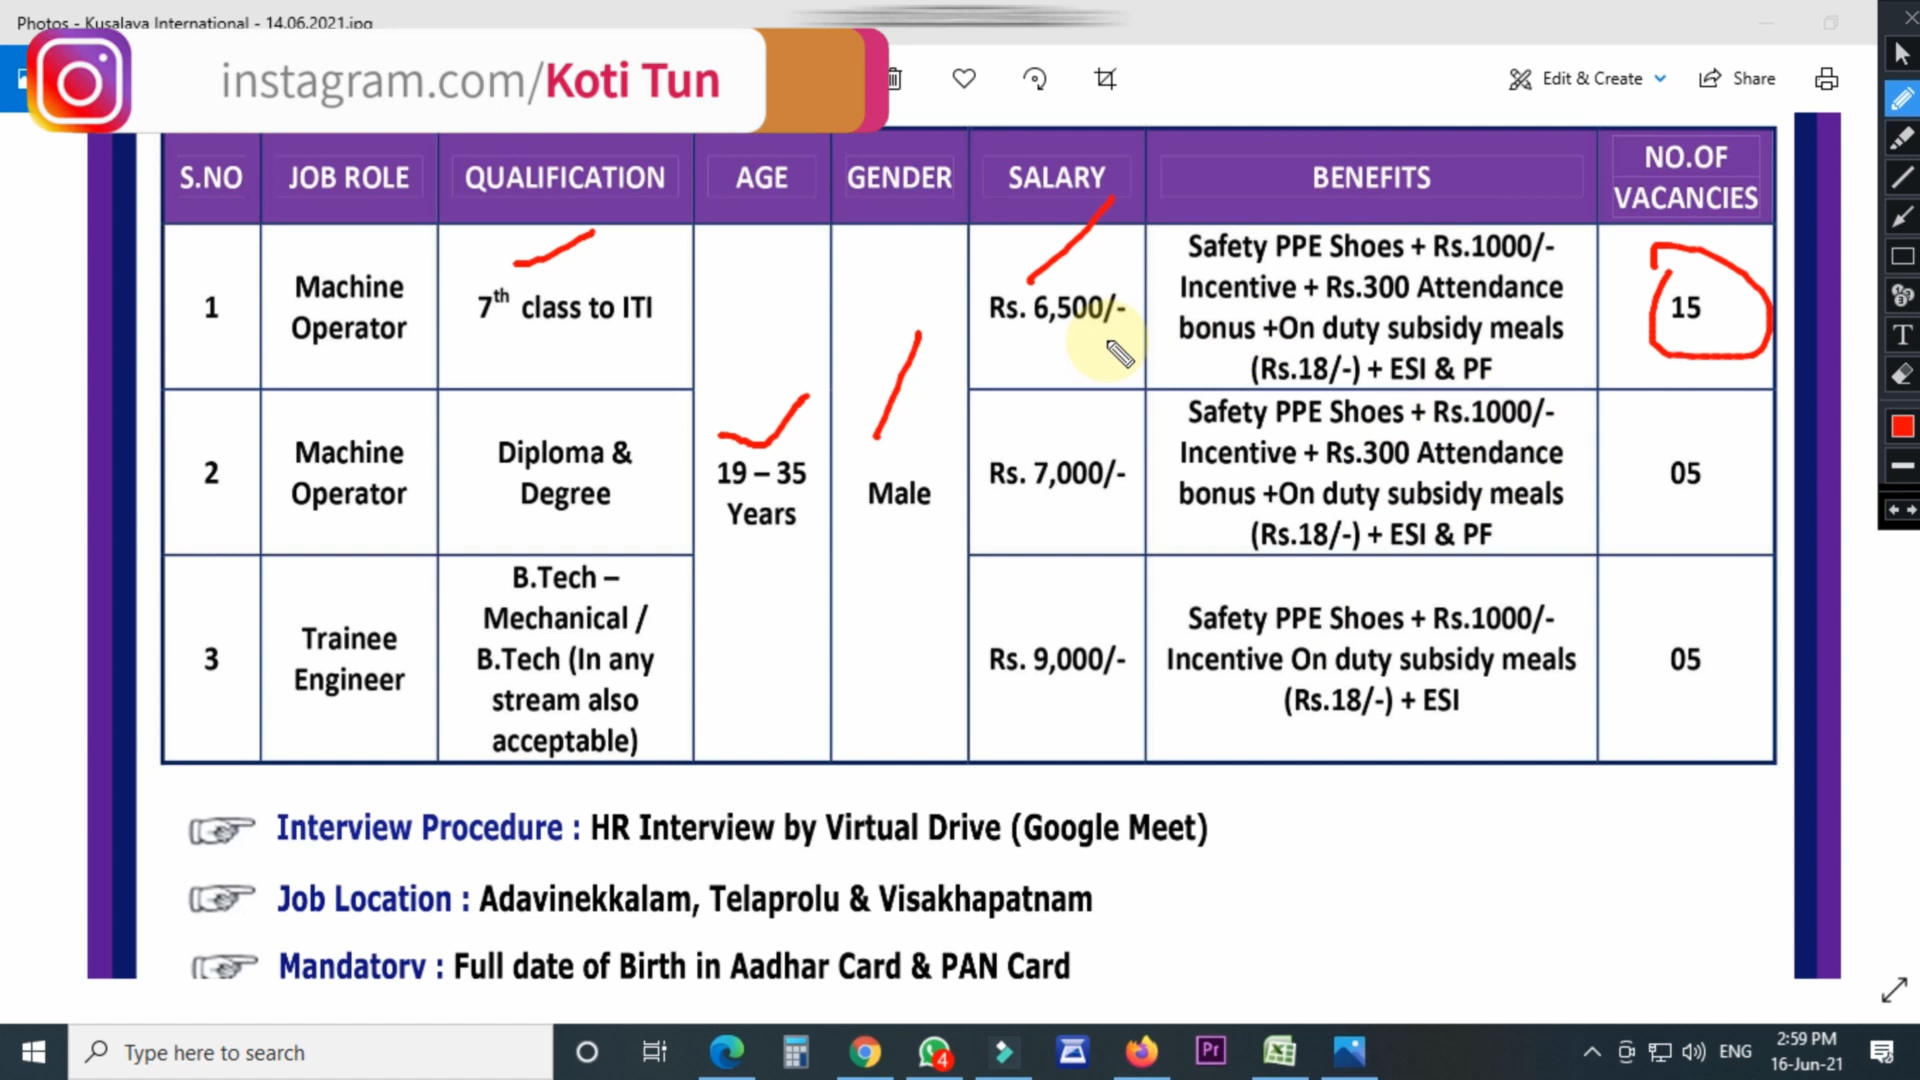 Photos - Kusalava International - 14.06.2021.jpg
instagram.com/Koti Tun
Edit & Create
Share
S.NO
JOB ROLE
QUALIFICATION
AGE
GENDER
SALARY
BENEFITS
NO.OF
VACANCIES
1
Machine
Operator
7th class to ITI
Rs. 6,500/-
Safety PPE Shoes + Rs.1000/-
Incentive + Rs.300 Attendance
bonus +On duty subsidy meals
(Rs.18/-) + ESI & PF
15
2
Machine
Operator
Diploma &
Degree
19 – 35
Years
Male
Rs. 7,000/-
Safety PPE Shoes + Rs.1000/-
Incentive + Rs.300 Attendance
bonus +On duty subsidy meals
(Rs.18/-) + ESI & PF
05
3
Trainee
Engineer
B.Tech –
Mechanical /
B.Tech (In any
stream also
acceptable)
Rs. 9,000/-
Safety PPE Shoes + Rs.1000/-
Incentive On duty subsidy meals
(Rs.18/-) + ESI
05
Interview Procedure : HR Interview by Virtual Drive (Google Meet)
Job Location : Adavinekkalam, Telaprolu & Visakhapatnam
Mandatory : Full date of Birth in Aadhar Card & PAN Card
T
Type here to search
4
Pr
ENG
2:59 PM
16-Jun-21